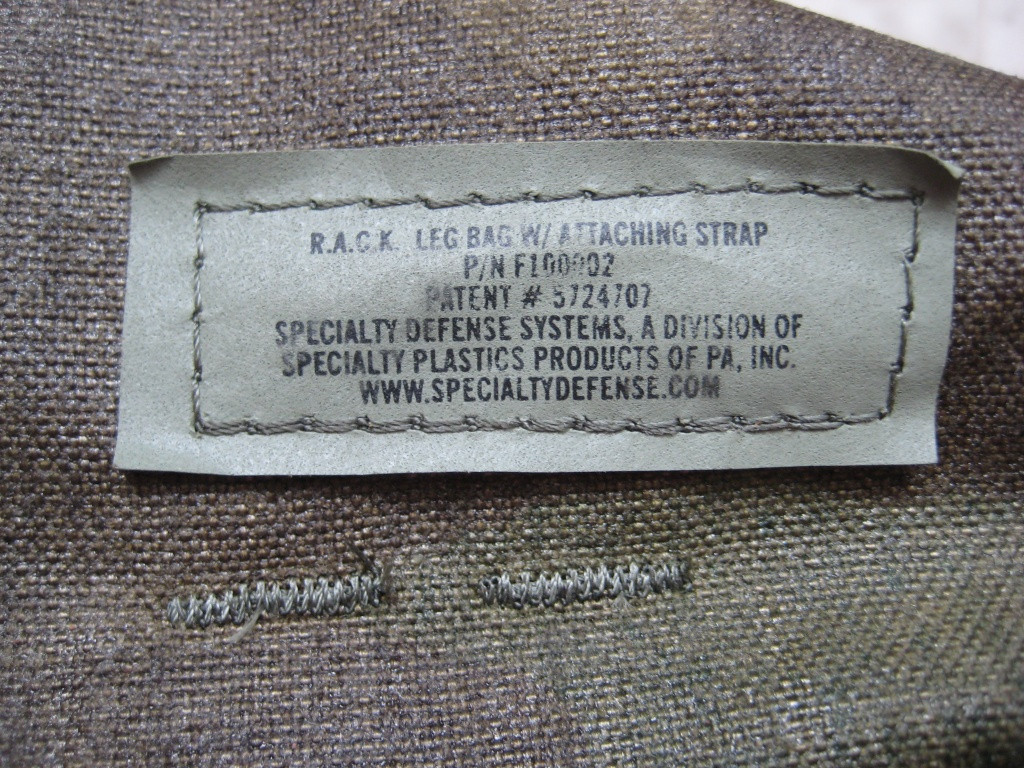 R.A.C.K. LEG BAG W/ ATTACHING STRAP
P/N F100002
PATENT # 5724707
SPECIALTY DEFENSE SYSTEMS, A DIVISION OF
SPECIALTY PLASTICS PRODUCTS OF PA, INC.
WWW.SPECIALTYDEFENSE.COM